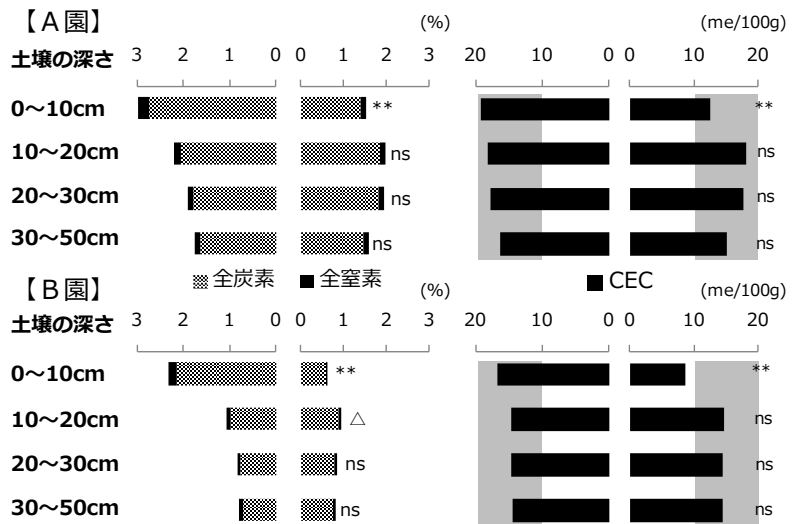 【A園】 (%) (me/100g)
土壌の深さ 3 2 1 0 0 1 2 3 20 10 0 0 10 20
0～10cm ** **
10～20cm ns ns
20～30cm ns ns
30～50cm ns ns
全炭素 全窒素 CEC
【B園】 (%) (me/100g)
土壌の深さ 3 2 1 0 0 1 2 3 20 10 0 0 10 20
0～10cm ** **
10～20cm △ ns
20～30cm ns ns
30～50cm ns ns